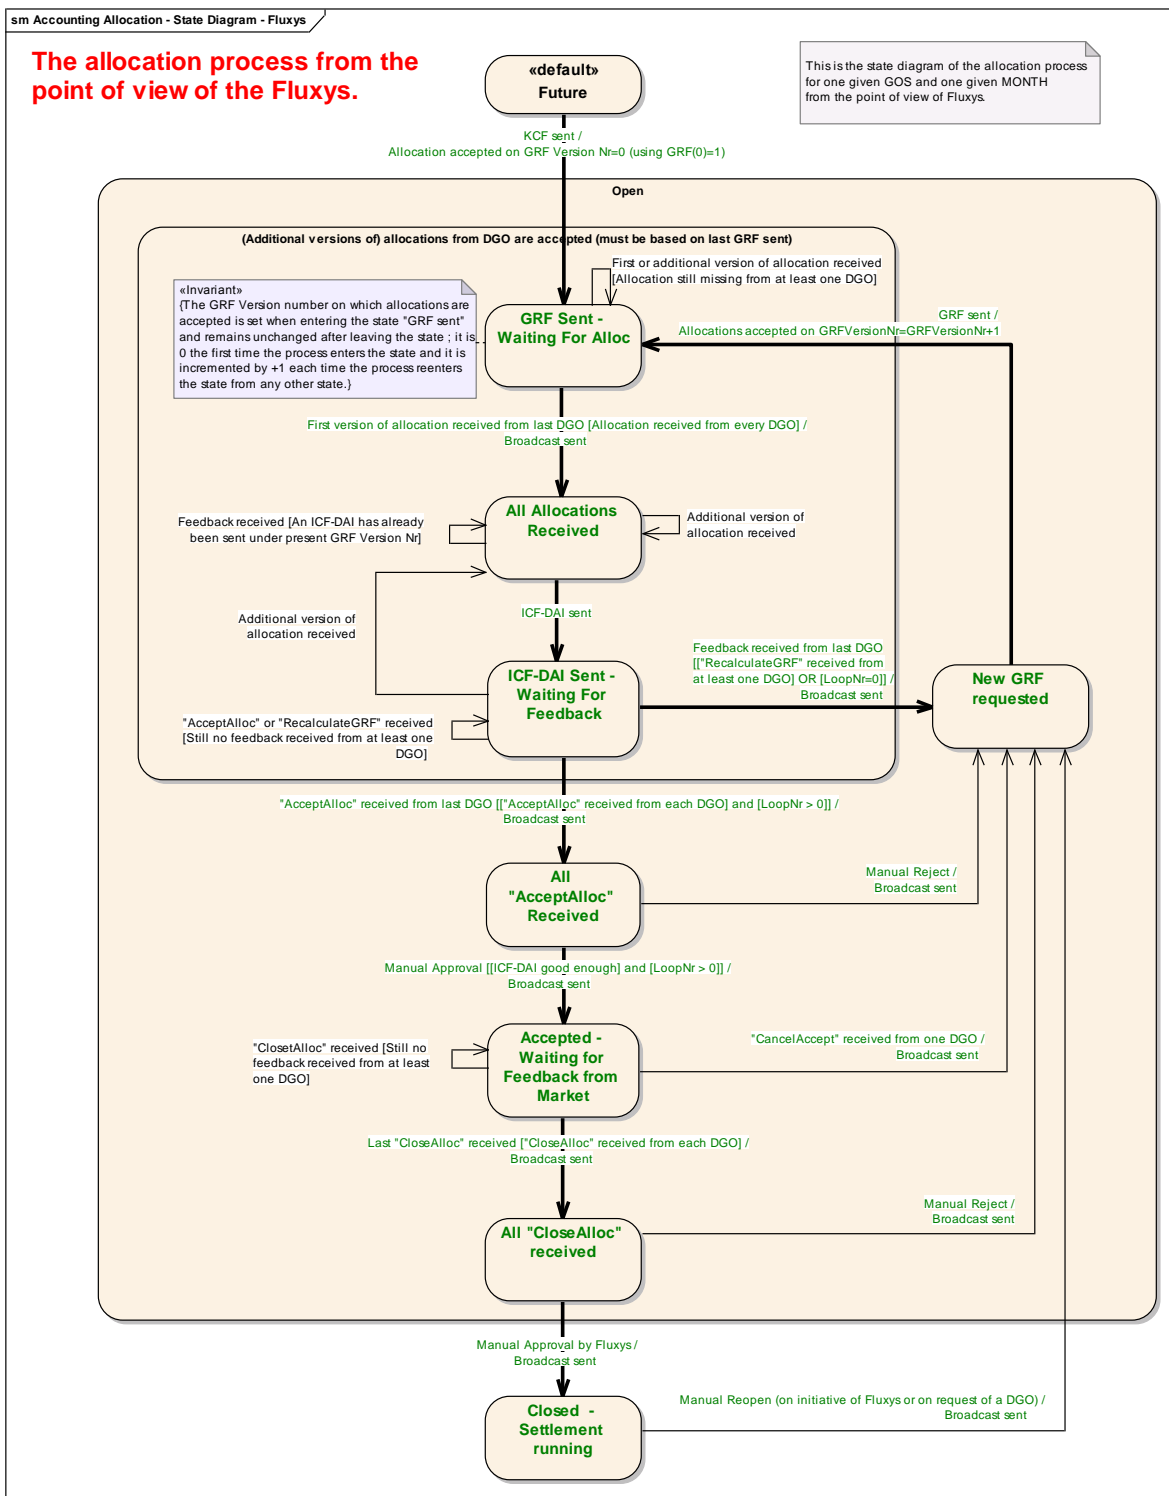 sm Accounting Allocation - State Diagram - Fluxys
The allocation process from the
point of view of the Fluxys.
«default»
Future
This is the state diagram of the allocation process
for one given GOS and one given MONTH
from the point of view of Fluxys.
KCF sent /
Allocation accepted on GRF Version Nr=0 (using GRF(0)=1)
Open
(Additional versions of) allocations from DGO are accepted (must be based on last GRF sent)
First or additional version of allocation received
[Allocation still missing from at least one DGO]
«Invariant»
{The GRF Version number on which allocations are
accepted is set when entering the state "GRF sent"
and remains unchanged after leaving the state ; it is
0 the first time the process enters the state and it is
incremented by +1 each time the process reenters
the state from any other state.}
GRF Sent -
Waiting For Alloc
GRF sent /
Allocations accepted on GRFVersionNr=GRFVersionNr+1
First version of allocation received from last DGO [Allocation received from every DGO] /
Broadcast sent
All Allocations
Received
Feedback received [An ICF-DAI has already
been sent under present GRF Version Nr]
Additional version of
allocation received
ICF-DAI sent
Additional version of
allocation received
Feedback received from last DGO
[["RecalculateGRF" received from
at least one DGO] OR [LoopNr=0]] /
Broadcast sent
ICF-DAI Sent -
Waiting For
Feedback
New GRF
requested
"AcceptAlloc" or "RecalculateGRF" received
[Still no feedback received from at least one
DGO]
"AcceptAlloc" received from last DGO [["AcceptAlloc" received from each DGO] and [LoopNr > 0]] /
Broadcast sent
All
"AcceptAlloc"
Received
Manual Reject /
Broadcast sent
Manual Approval [[ICF-DAI good enough] and [LoopNr > 0]] /
Broadcast sent
"ClosetAlloc" received [Still no
feedback received from at least
one DGO]
Accepted -
Waiting for
Feedback from
Market
"CancelAccept" received from one DGO /
Broadcast sent
Last "CloseAlloc" received ["CloseAlloc" received from each DGO] /
Broadcast sent
All "CloseAlloc"
received
Manual Reject /
Broadcast sent
Manual Approval by Fluxys /
Broadcast sent
Closed -
Settlement
running
Manual Reopen (on initiative of Fluxys or on request of a DGO) /
Broadcast sent